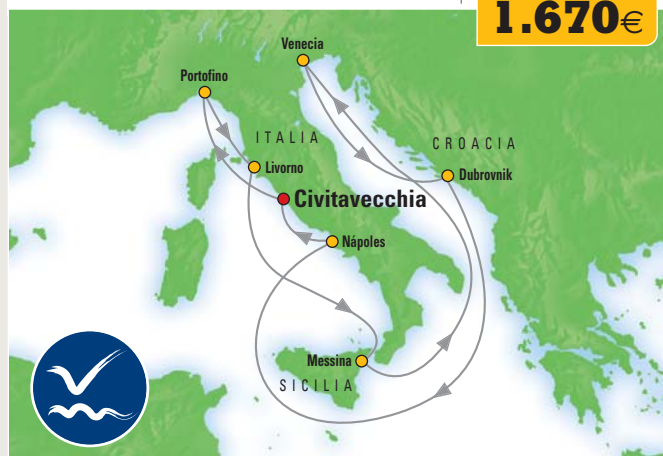 1.670€
Venecia
Portofino
ITALIA
CROACIA
Livorno
Dubrovnik
Civitavecchia
Nápoles
Messina
SICILIA